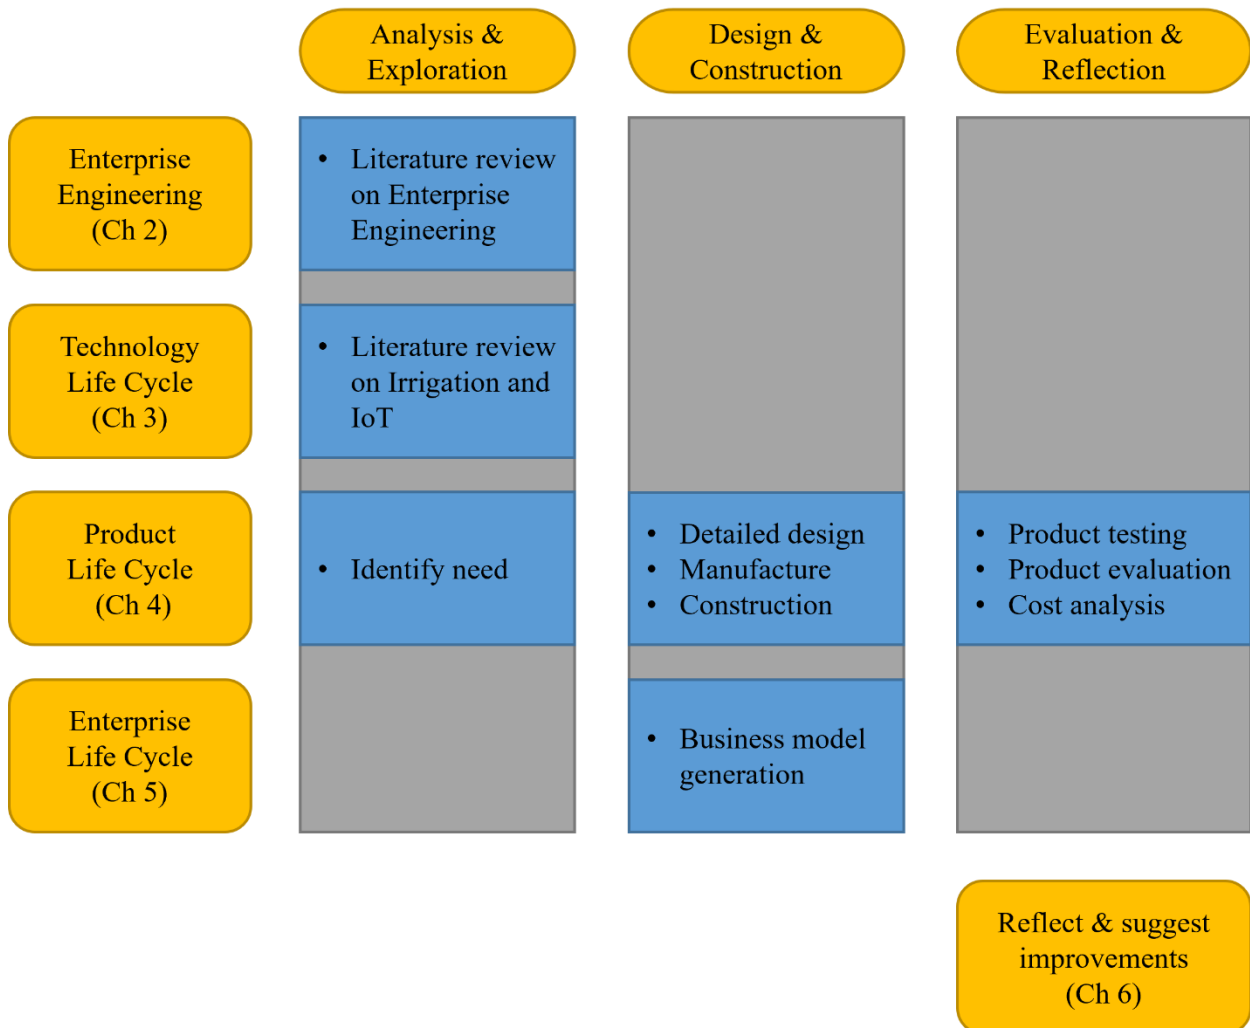 Analysis &
Exploration
Design &
Construction
Evaluation &
Reflection
Enterprise
Engineering
(Ch 2)
• Literature review
on Enterprise
Engineering
Technology
Life Cycle
(Ch 3)
• Literature review
on Irrigation and
IoT
Product
Life Cycle
(Ch 4)
• Identify need
• Detailed design
• Manufacture
• Construction
• Product testing
• Product evaluation
• Cost analysis
Enterprise
Life Cycle
(Ch 5)
• Business model
generation
Reflect & suggest
improvements
(Ch 6)